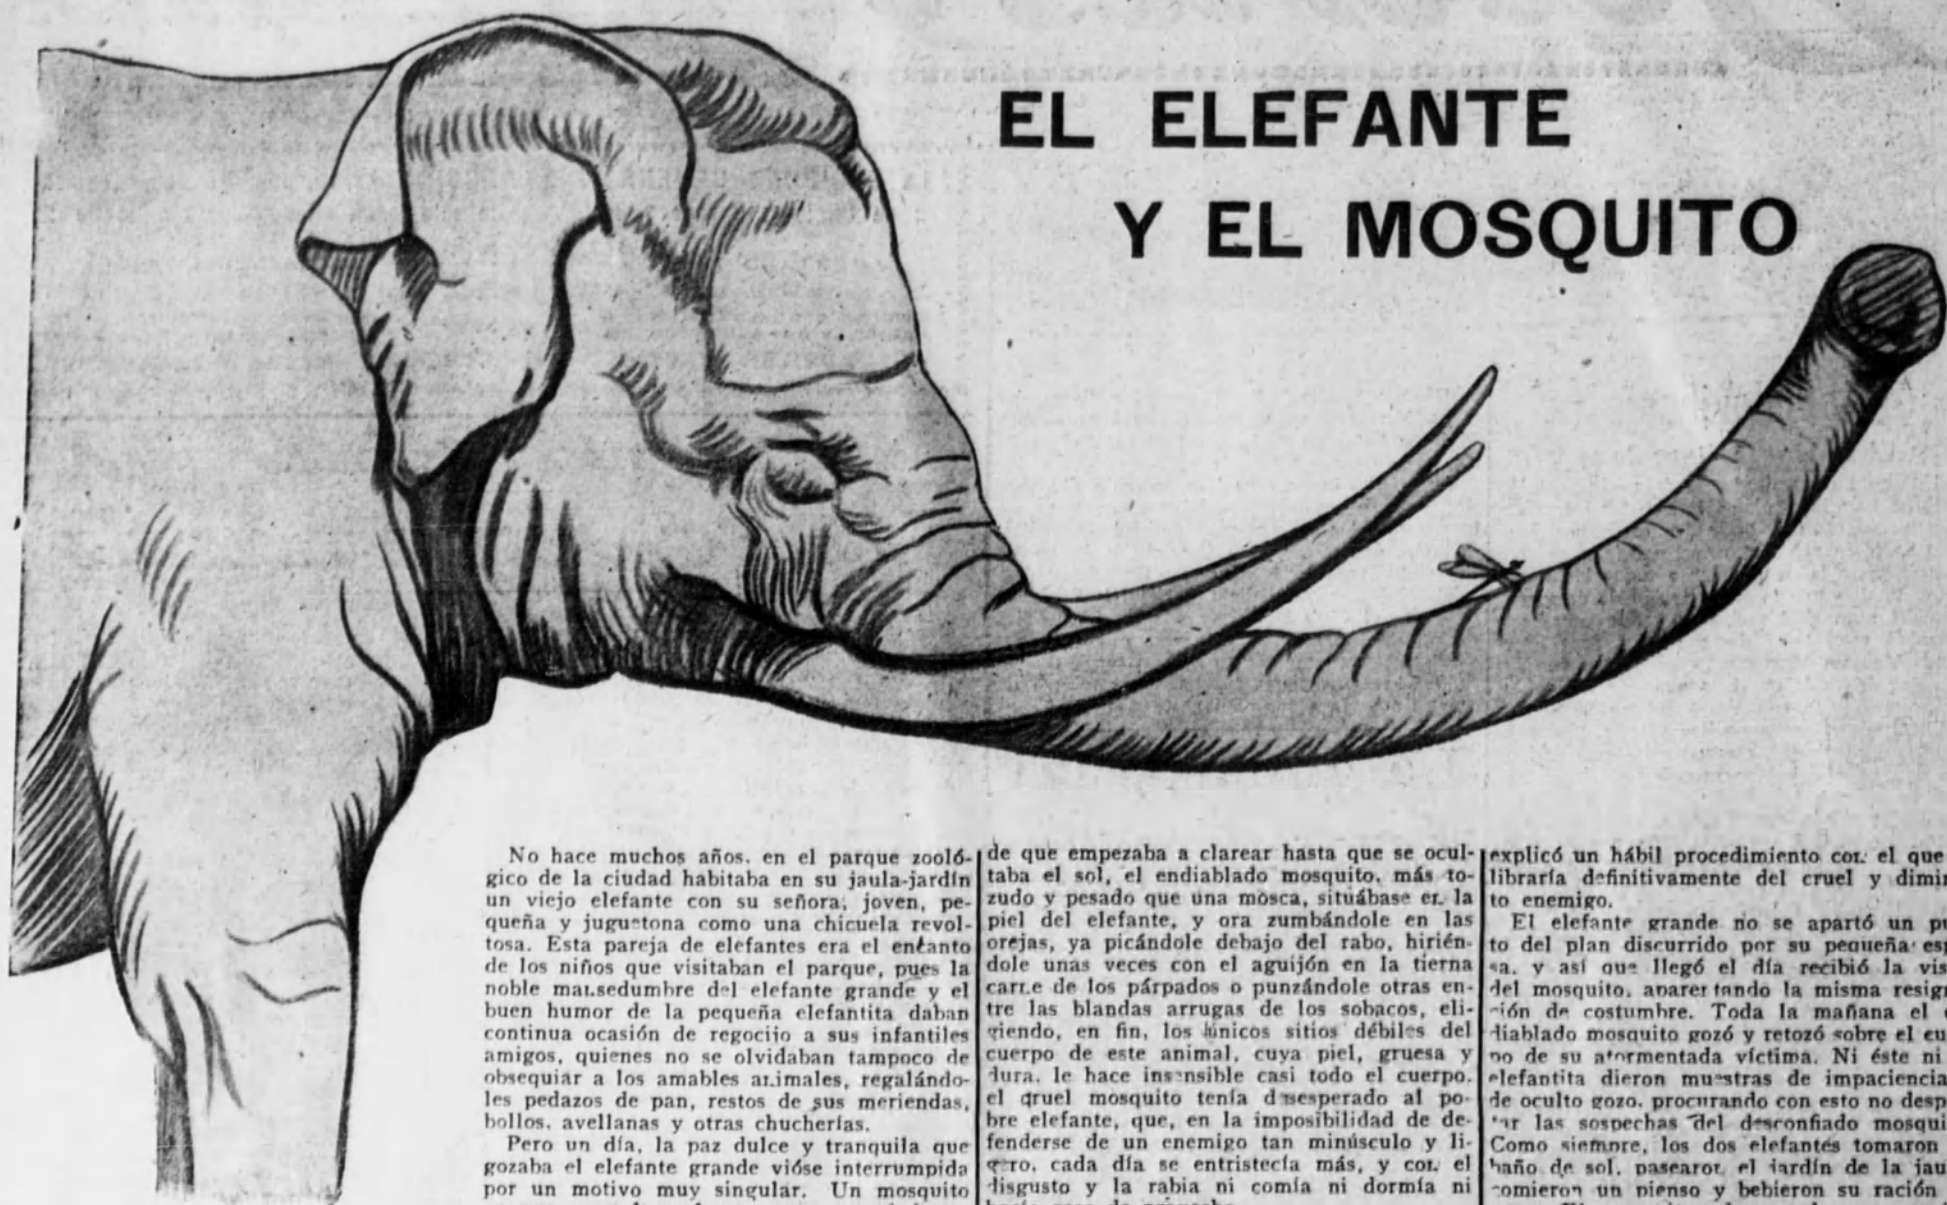 EL ELEFANTE
Y EL MOSQUITO
No hace muchos años, en el parque zooló-
gico de la ciudad habitaba en su jaula-jardín
un viejo elefante con su señora, joven, pe-
queña y juguetona como una chicuela revol-
tosa. Esta pareja de elefantes era el encanto
de los niños que visitaban el parque, pues la
noble mansedumbre del elefante grande y el
buen humor de la pequeña elefantita daban
continua ocasión de regocijo a sus infantiles
amigos, quienes no se olvidaban tampoco de
obsequiar a los amables animales, regalándo-
les pedazos de pan, restos de sus meriendas,
bollos, avellanas y otras chucherías.
Pero un día, la paz dulce y tranquila que
gozaba el elefante grande vióse interrumpida
por un motivo muy singular. Un mosquito
de que empezaba a clarear hasta que se ocul-
taba el sol, el endiablado mosquito, más to-
zudo y pesado que una mosca, situábase en la
piel del elefante, y ora zumbándole en las
orejas, ya picándole debajo del rabo, hirién-
dole unas veces con el aguijón en la tierna
carne de los párpados o punzándole otras en-
tre las blandas arrugas de los sobacos, eli-
giendo, en fin, los únicos sitios débiles del
cuerpo de este animal, cuya piel, gruesa y
dura, le hace insensible casi todo el cuerpo.
el cruel mosquito tenía desesperado al po-
bre elefante, que, en la imposibilidad de de-
fenderse de un enemigo tan minúsculo y li-
gero, cada día se entristecía más, y con el
disgusto y la rabia ni comía ni dormía ni
explicó un hábil procedimiento con el que
libraría definitivamente del cruel y dimin
to enemigo.
El elefante grande no se apartó un pu
to del plan discurrido por su pequeña esp
sa, y así que llegó el día recibió la vis
del mosquito, aparentando la misma resign
ción de costumbre. Toda la mañana el e
diablado mosquito gozó y retozó sobre el cu
po de su atormentada víctima. Ni éste ni
elefantita dieron muestras de impaciencia
de oculto gozo, procurando con esto no desp
tar las sospechas del desconfiado mosqui
Como siempre, los dos elefantes tomaron
baño de sol, pasearon el jardín de la jau
comieron un pienso y bebieron su ración